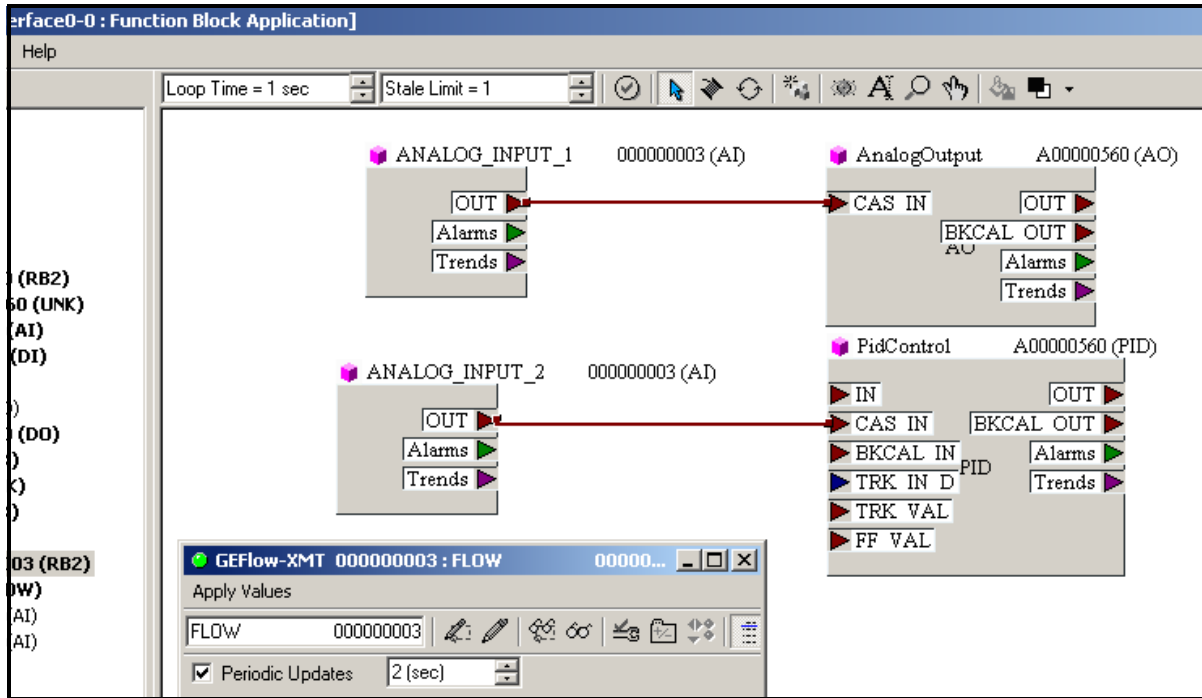 erface0-0 : Function Block Application]
Help
Loop Time = 1 sec
Stale Limit = 1
ANALOG_INPUT_1 000000003 (AI)
OUT
Alarms
Trends
AnalogOutput A00000560 (AO)
CAS IN
OUT
BKCAL OUT
AO
Alarms
Trends
(RB2)
60 (UNK)
(AI)
(DI)
(DO)
ANALOG_INPUT_2 000000003 (AI)
OUT
Alarms
Trends
PidControl A00000560 (PID)
IN
CAS IN
BKCAL IN
TRK IN D
TRK VAL
FF VAL
PID
OUT
BKCAL OUT
Alarms
Trends
03 (RB2)
OW)
(AI)
(AI)
GEFlow-XMT 000000003 : FLOW 00000...
Apply Values
FLOW 000000003
Periodic Updates 2 (sec)